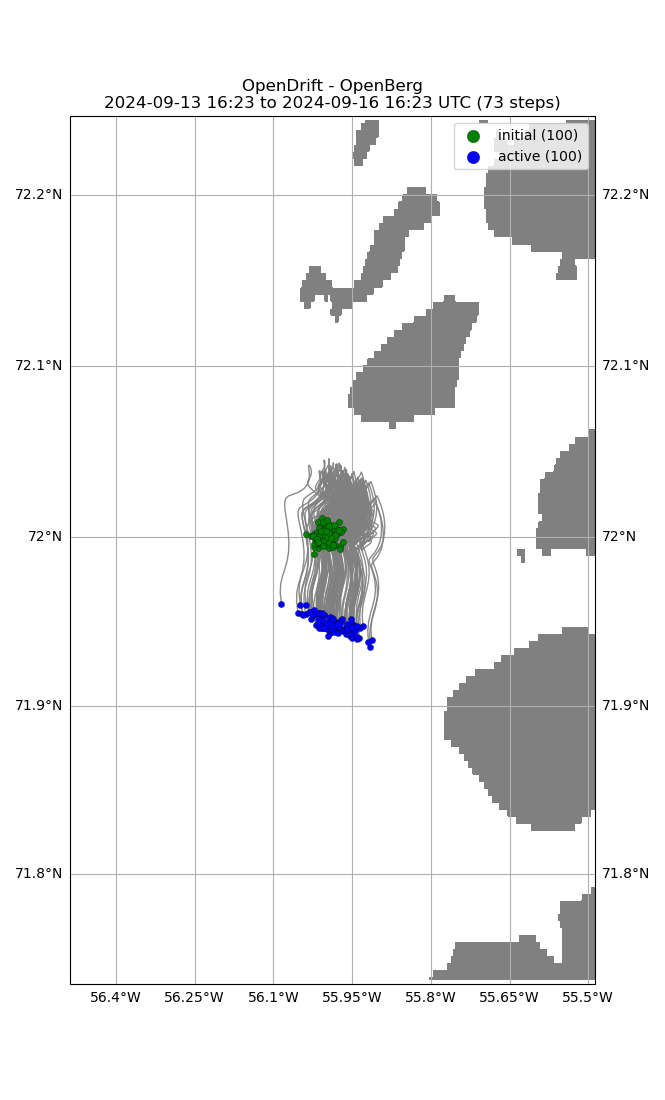 OpenDrift - OpenBerg
2024-09-13 16:23 to 2024-09-16 16:23 UTC (73 steps)
initial (100)
active (100)
72.2°N 72.2°N
72.1°N 72.1°N
72°N 72°N
71.9°N 71.9°N
71.8°N 71.8°N
56.4°W 56.25°W 56.1°W 55.95°W 55.8°W 55.65°W 55.5°W